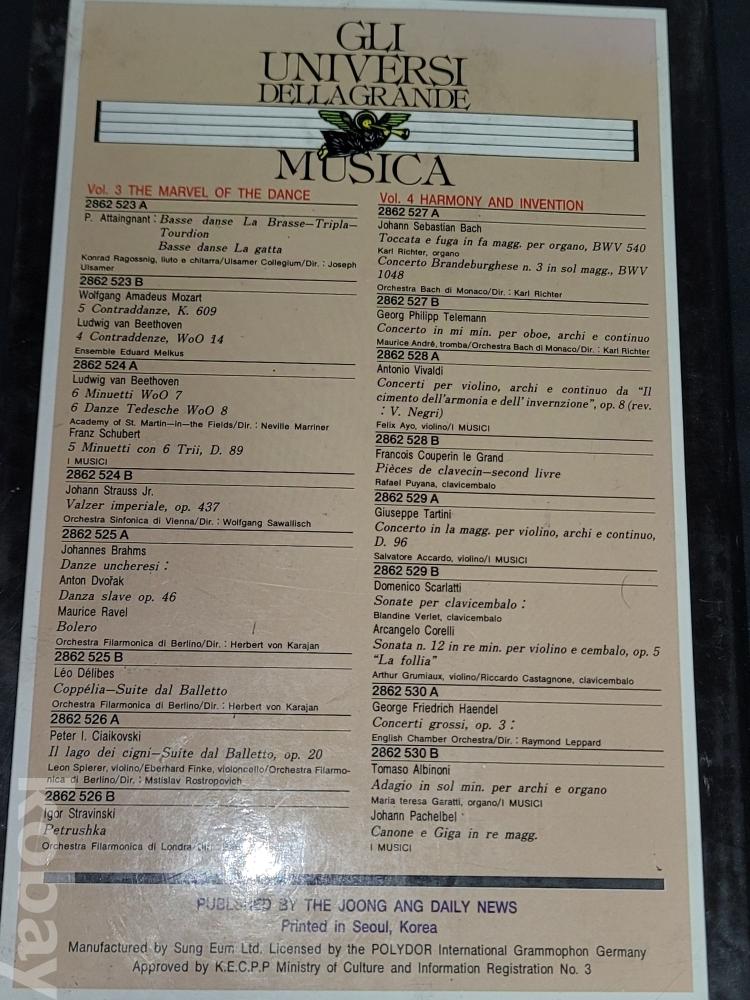 GLI
UNIVERSI
DELLAGRANDE
MUSICA
Vol. 3 THE MARVEL OF THE DANCE
2862 523 A
P. Attaingnant : Basse danse La Brasse–Tripla–
Tourdion
Basse danse La gatta
Konrad Ragossnig, liuto e chitarra/Ulsamer Collegium/Dir. : Joseph
Ulsamer
2862 523 B
Wolfgang Amadeus Mozart
5 Contraddanze, K. 609
Ludwig van Beethoven
4 Contraddenze, WoO 14
Ensemble Eduard Melkus
2862 524 A
Ludwig van Beethoven
6 Minuetti WoO 7
6 Danze Tedesche WoO 8
Academy of St. Martin–in–the Fields/Dir. : Neville Marriner
Franz Schubert
5 Minuetti con 6 Trii, D. 89
I MUSICI
2862 524 B
Johann Strauss Jr.
Valzer imperiale, op. 437
Orchestra Sinfonica di Vienna/Dir. : Wolfgang Sawallisch
2862 525 A
Johannes Brahms
Danze uncheresi :
Anton Dvořak
Danza slave op. 46
Maurice Ravel
Bolero
Orchestra Filarmonica di Berlino/Dir. : Herbert von Karajan
2862 525 B
Léo Délibes
Coppélia–Suite dal Balletto
Orchestra Filarmonica di Berlino/Dir. : Herbert von Karajan
2862 526 A
Peter I. Ciaikovski
Il lago dei cigni–Suite dal Balletto, op. 20
Leon Spierer, violino/Eberhard Finke, violoncello/Orchestra Filarmo-
nica di Berlino/Dir. : Mstislav Rostropovich
2862 526 B
Igor Stravinski
Petrushka
Orchestra Filarmonica di Londra
Vol. 4 HARMONY AND INVENTION
2862 527 A
Johann Sebastian Bach
Toccata e fuga in fa magg. per organo, BWV 540
Karl Richter, organo
Concerto Brandeburghese n. 3 in sol magg., BWV
1048
Orchestra Bach di Monaco/Dir. : Karl Richter
2862 527 B
Georg Philipp Telemann
Concerto in mi min. per oboe, archi e continuo
Maurice André, tromba/Orchestra Bach di Monaco/Dir. : Karl Richter
2862 528 A
Antonio Vivaldi
Concerti per violino, archi e continuo da "Il
cimento dell'armonia e dell' invernzione", op. 8 (rev.
: V. Negri)
Felix Ayo, violino/I MUSICI
2862 528 B
Francois Couperin le Grand
Pièces de clavecin–second livre
Rafael Puyana, clavicembalo
2862 529 A
Giuseppe Tartini
Concerto in la magg. per violino, archi e continuo,
D. 96
Salvatore Accardo, violino/I MUSICI
2862 529 B
Domenico Scarlatti
Sonate per clavicembalo :
Blandine Verlet, clavicembalo
Arcangelo Corelli
Sonata n. 12 in re min. per violino e cembalo, op. 5
"La follia"
Arthur Grumiaux, violino/Riccardo Castagnone, clavicembalo
2862 530 A
George Friedrich Haendel
Concerti grossi, op. 3 :
English Chamber Orchestra/Dir. : Raymond Leppard
2862 530 B
Tomaso Albinoni
Adagio in sol min. per archi e organo
Maria teresa Garatti, organo/I MUSICI
Johann Pachelbel
Canone e Giga in re magg.
I MUSICI
PUBLISHED BY THE JOONG ANG DAILY NEWS
Printed in Seoul, Korea
Manufactured by Sung Eum Ltd. Licensed by the POLYDOR International Grammophon Germany
Approved by K.E.C.P.P Ministry of Culture and Information Registration No. 3
kobay